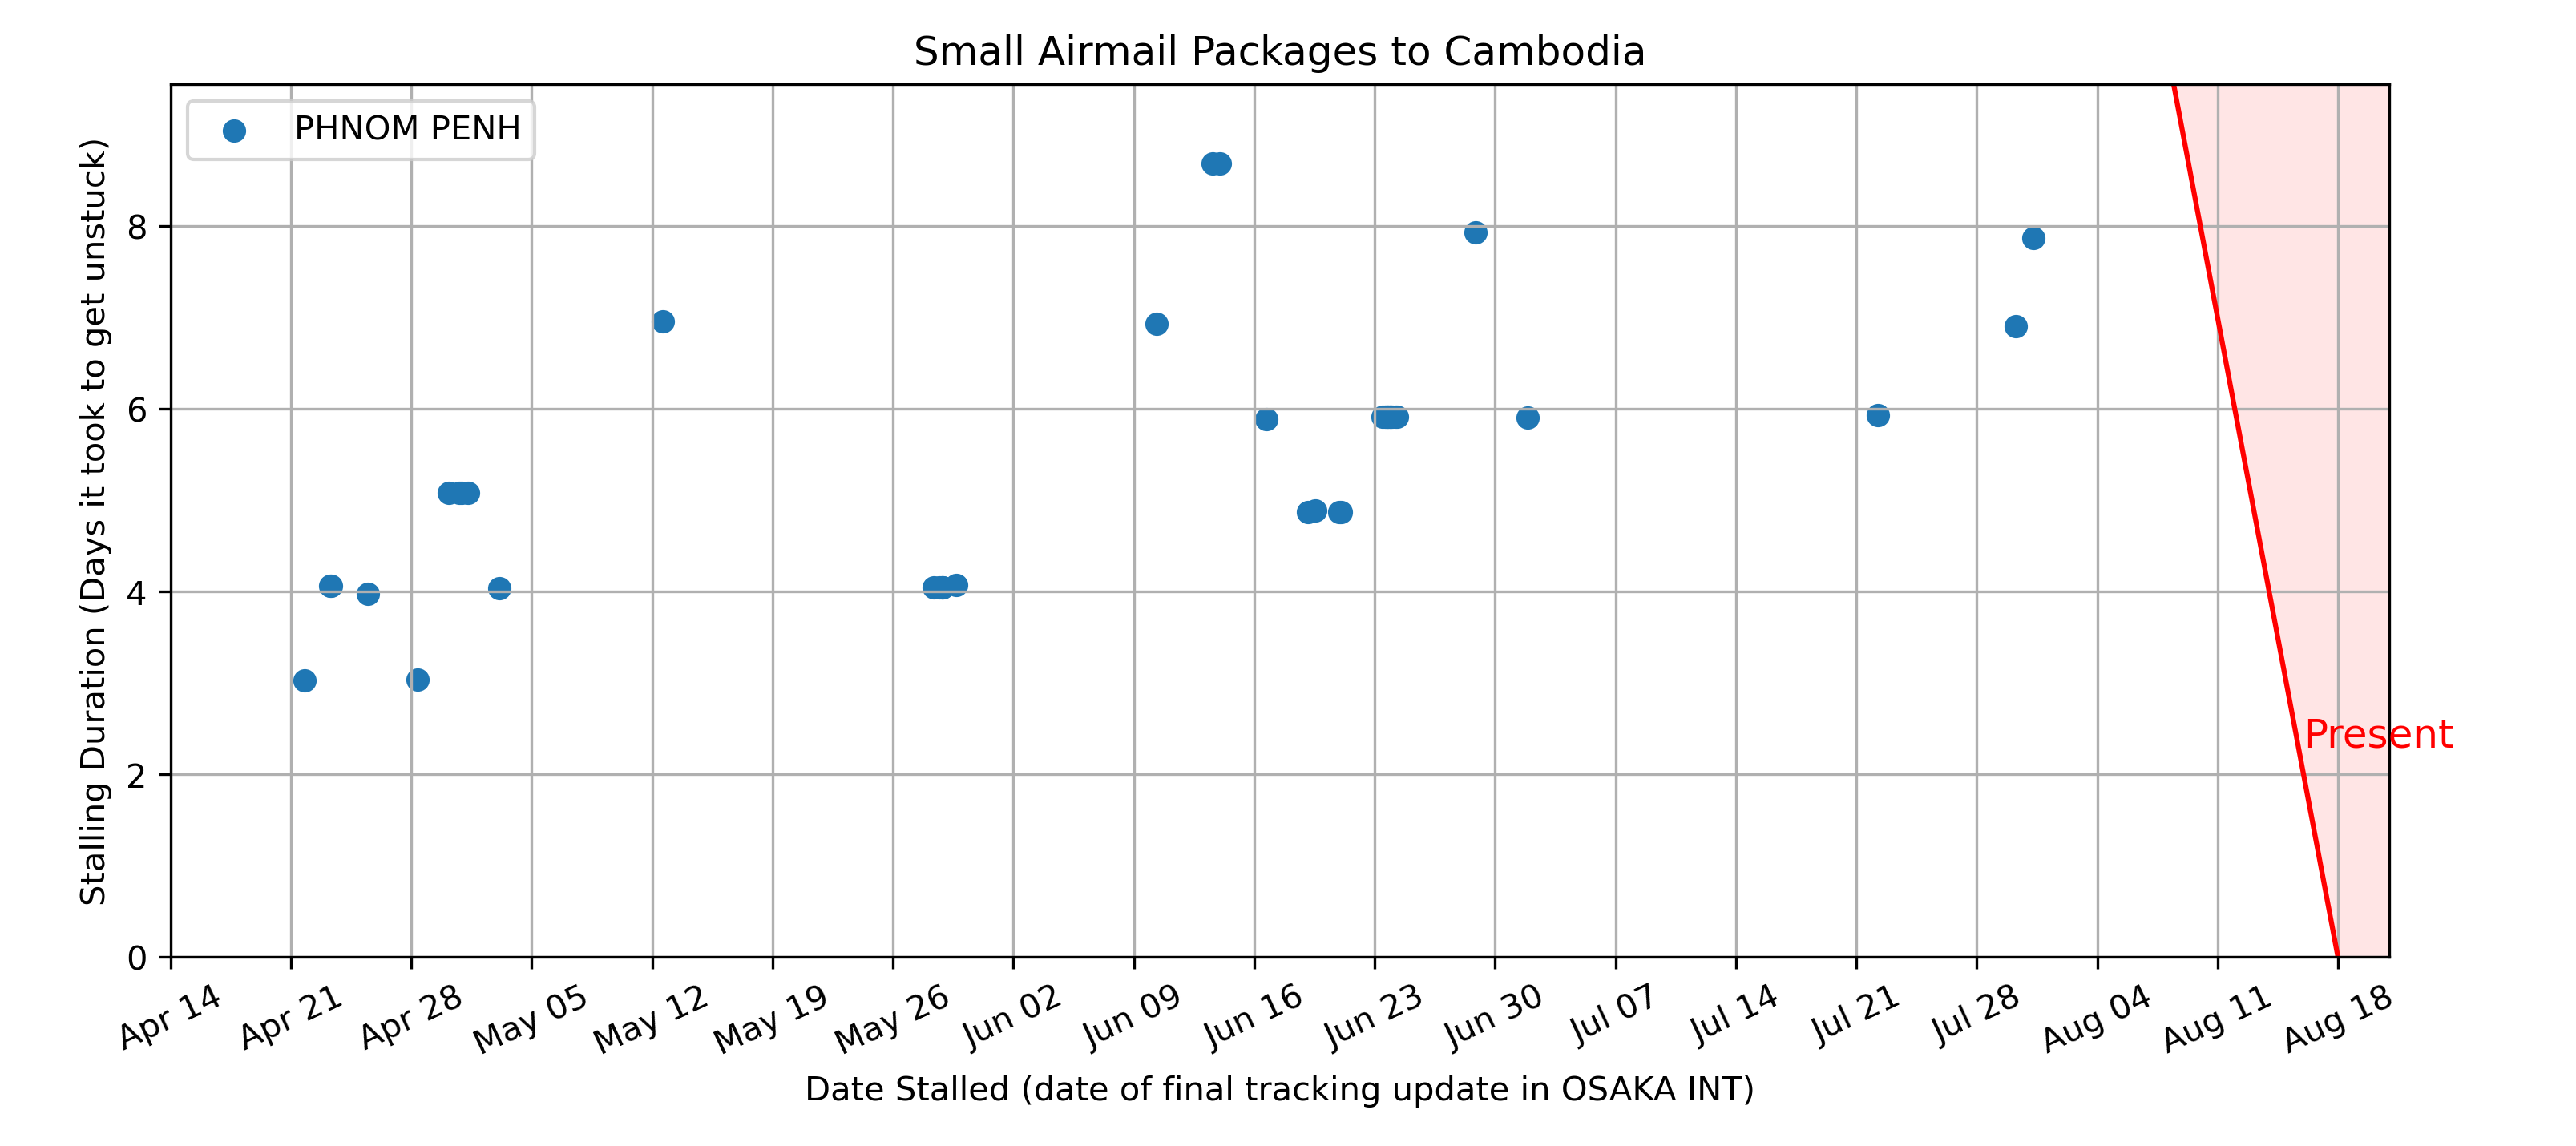 Small Airmail Packages to Cambodia
PHNOM PENH
Stalling Duration (Days it took to get unstuck)
8
6
4
2
0
Present
Apr 14 Apr 21 Apr 28 May 05 May 12 May 19 May 26 Jun 02 Jun 09 Jun 16 Jun 23 Jun 30 Jul 07 Jul 14 Jul 21 Jul 28 Aug 04 Aug 11 Aug 18
Date Stalled (date of final tracking update in OSAKA INT)